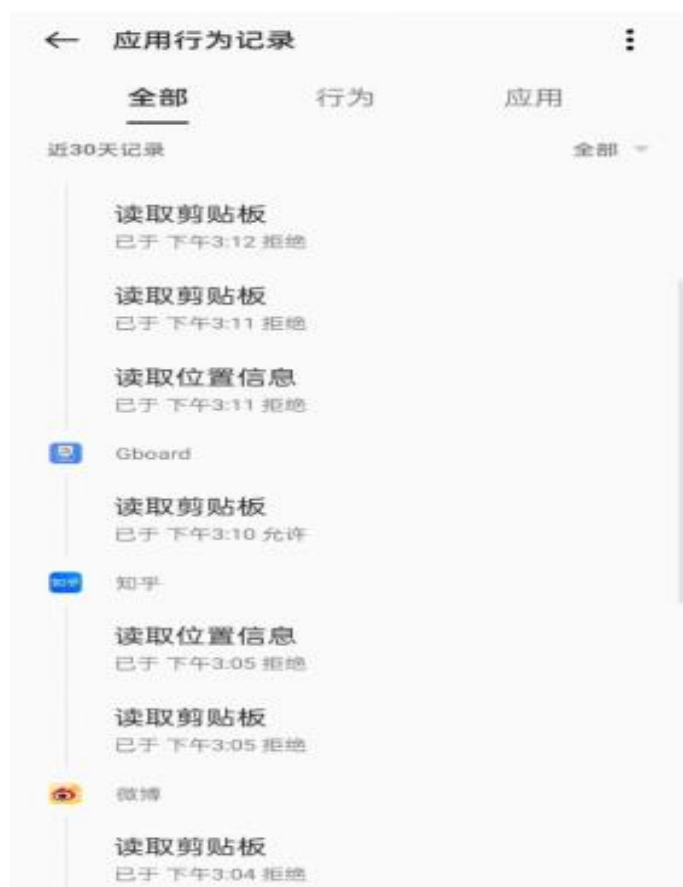 应用行为记录
全部 行为 应用
近30天记录 全部
读取剪贴板
已于 下午3:12 拒绝
读取剪贴板
已于 下午3:11 拒绝
读取位置信息
已于 下午3:11 拒绝
Gboard
读取剪贴板
已于 下午3:10 允许
知乎 知乎
读取位置信息
已于 下午3:05 拒绝
读取剪贴板
已于 下午3:05 拒绝
微博
读取剪贴板
已于 下午3:04 拒绝